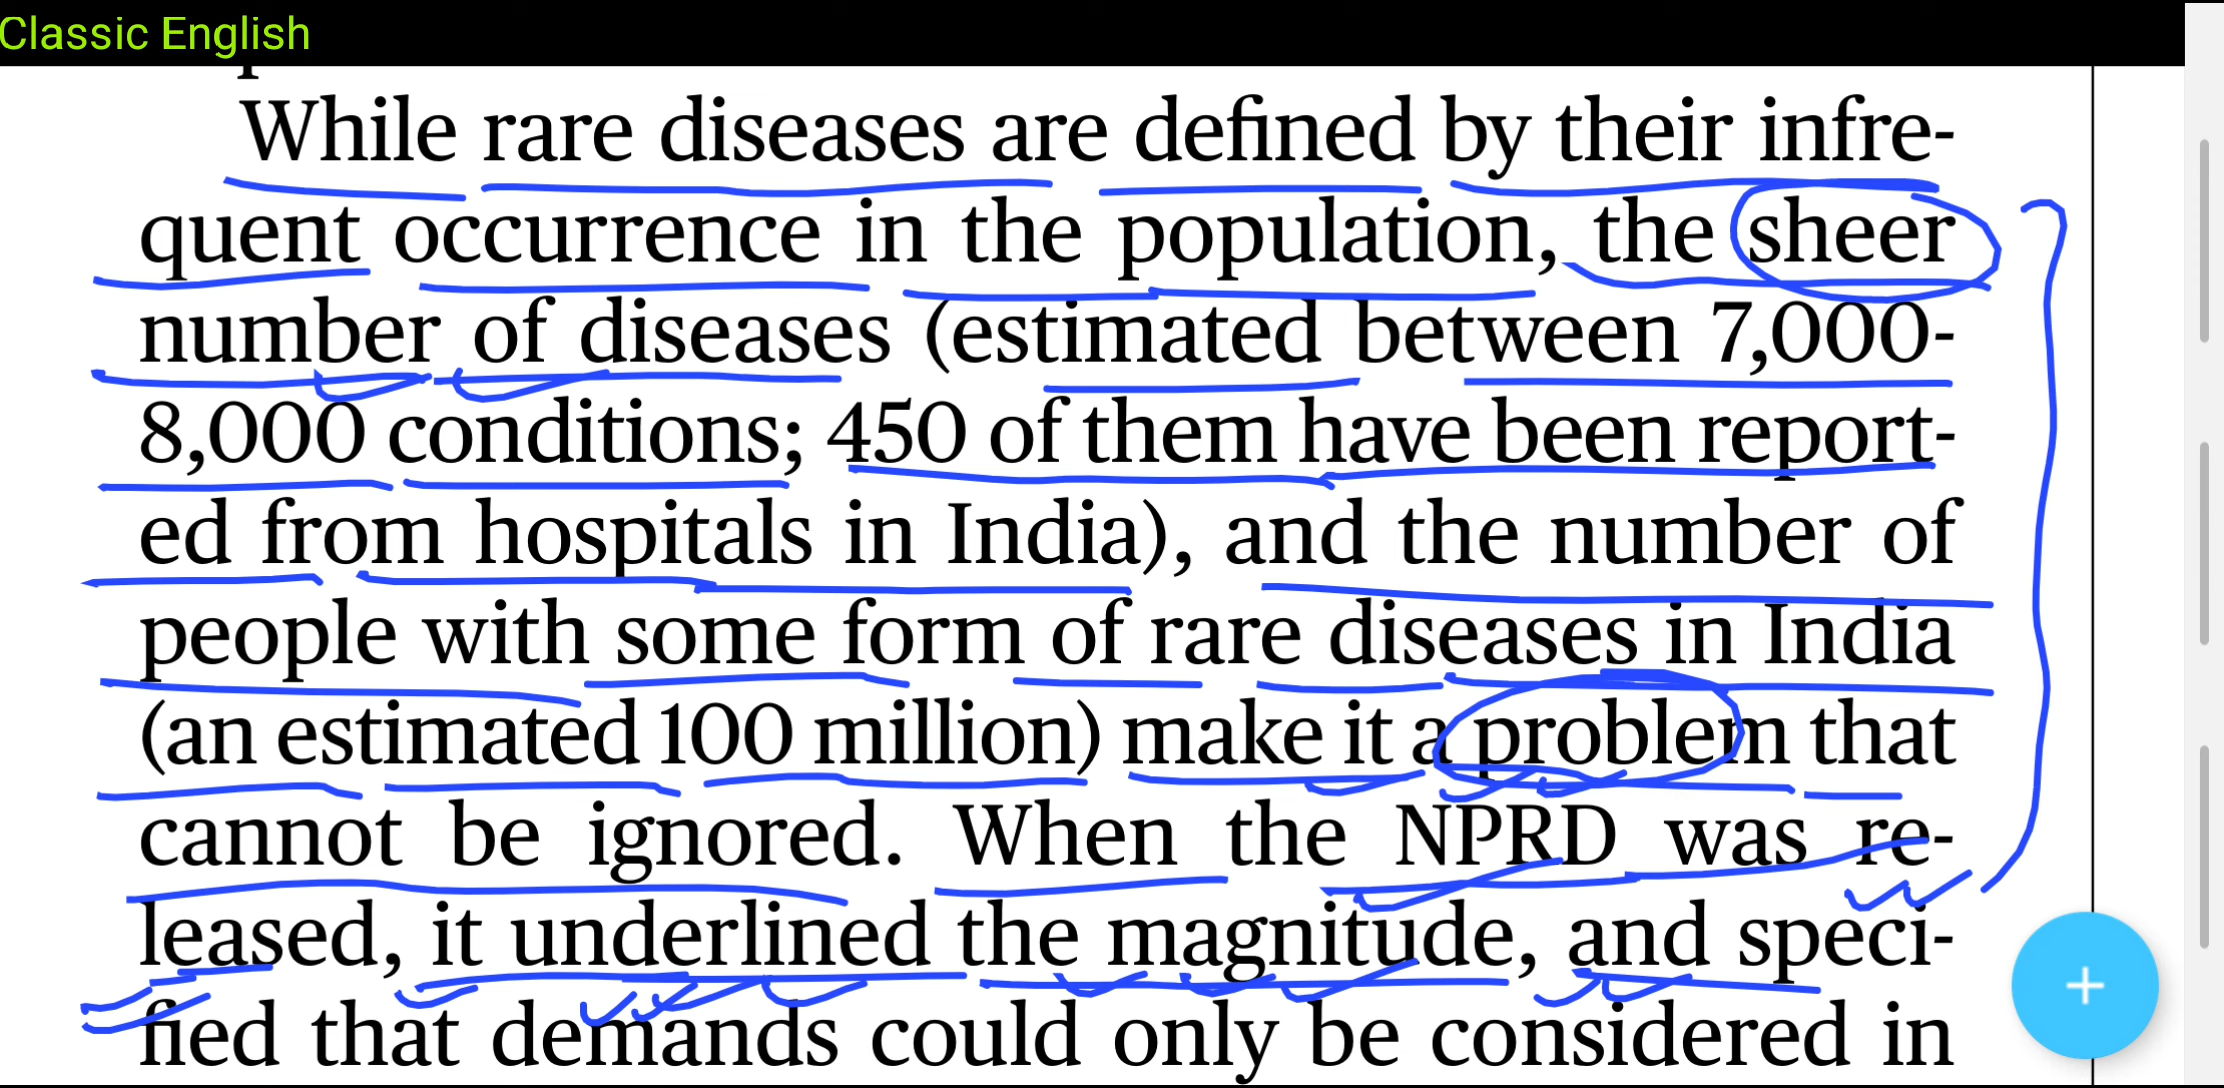 Classic English
While rare diseases are defined by their infre-
quent occurrence in the population, the sheer
number of diseases (estimated between 7,000-
8,000 conditions; 450 of them have been report-
ed from hospitals in India), and the number of
people with some form of rare diseases in India
(an estimated 100 million) make it a problem that
cannot be ignored. When the NPRD was re-
leased, it underlined the magnitude, and speci-
fied that demands could only be considered in
+